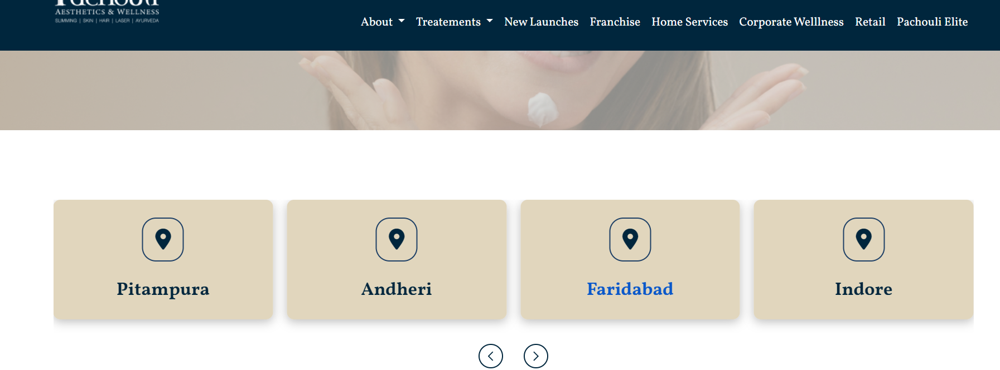 AESTHETICS & WELLNESS
SLIMMING | SKIN | HAIR | LASER | AYURVEDA
About Treatements New Launches Franchise Home Services Corporate Welllness Retail Pachouli Elite
Pitampura Andheri Faridabad Indore